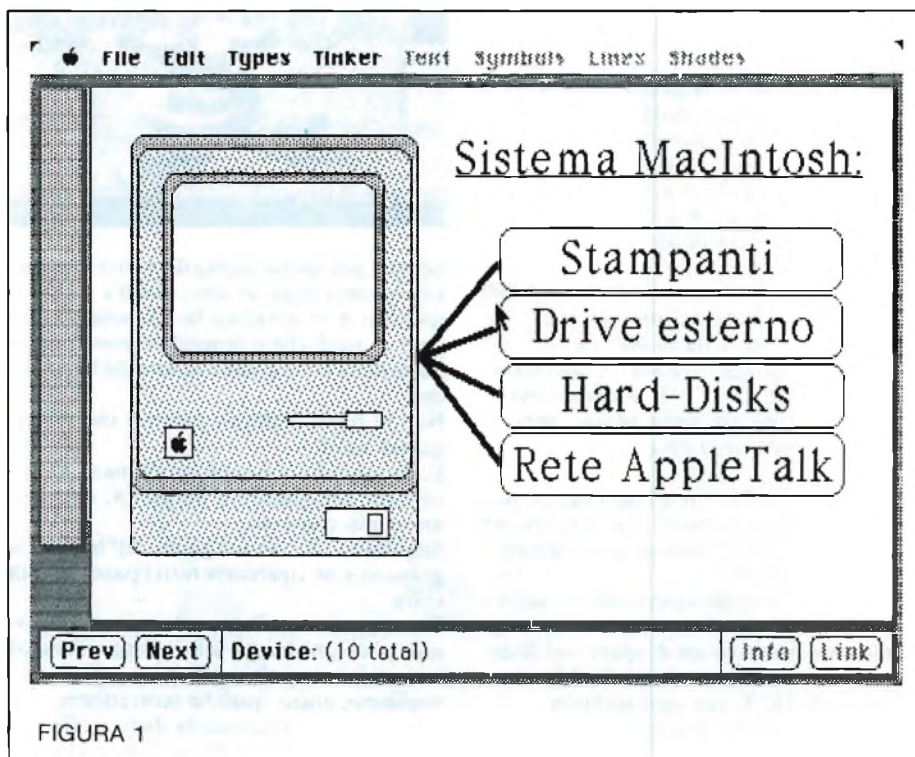 File Edit Types Tinker Text Symbols Lines Shades
Sistema MacIntosh:
Stampanti
Drive esterno
Hard-Disks
Rete AppleTalk
Prev Next Device: (10 total) Info Link
FIGURA 1